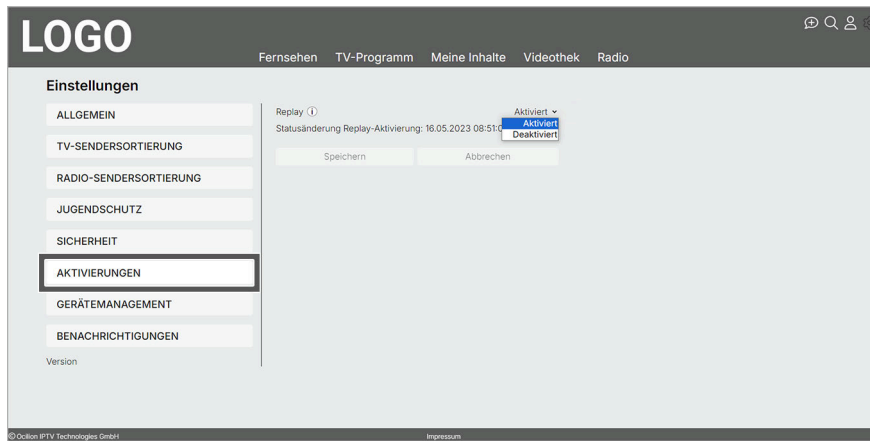 LOGO
Fernsehen TV-Programm Meine Inhalte Videothek Radio
Einstellungen
ALLGEMEIN
TV-SENDERSORTIERUNG
RADIO-SENDERSORTIERUNG
JUGENDSCHUTZ
SICHERHEIT
AKTIVIERUNGEN
GERÄTEMANAGEMENT
BENACHRICHTIGUNGEN
Version
Replay i Aktiviert
Statusänderung Replay-Aktivierung: 16.05.2023 08:51:0
Aktiviert
Deaktiviert
Speichern Abbrechen
© Ocilion IPTV Technologies GmbH Impressum